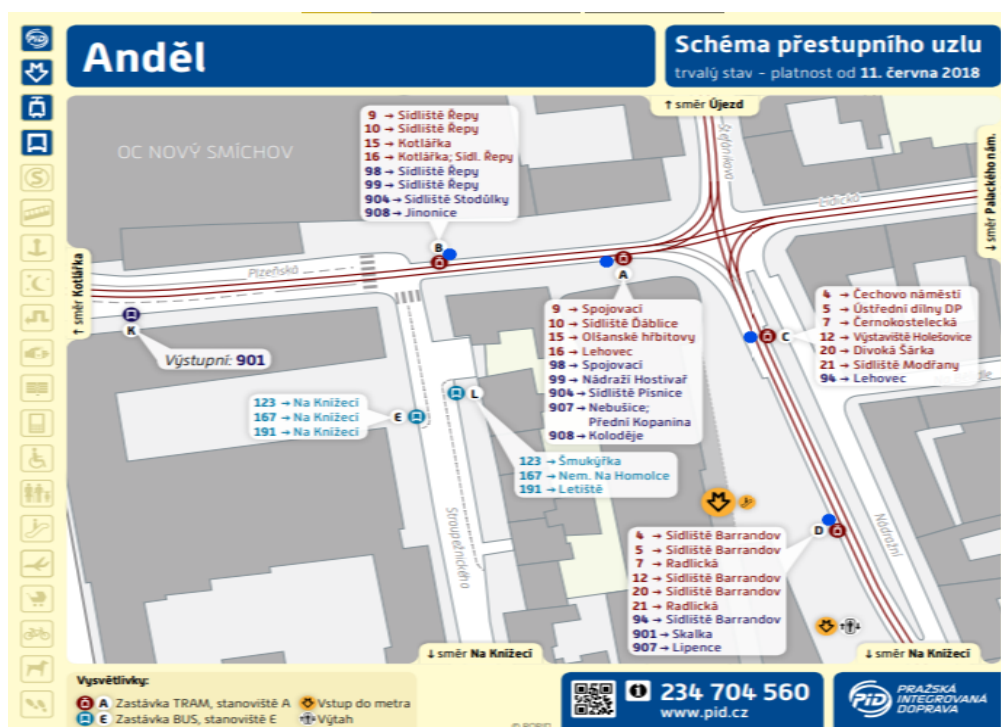 PiD
Anděl
Schéma přestupního uzlu
trvalý stav – platnost od 11. června 2018
↑ směr Újezd
OC NOVÝ SMÍCHOV
9 → Sídliště Řepy
10 → Sídliště Řepy
15 → Kotlářka
16 → Kotlářka; Sídl. Řepy
98 → Sídliště Řepy
99 → Sídliště Řepy
904 → Sídliště Stodůlky
908 → Jinonice
Štefánikova
Lidická
↓ směr Palackého nám.
↑ směr Kotlářka
Plzeňská
B
A
K
Výstupní: 901
9 → Spojovací
10 → Sídliště Ďáblice
15 → Olšanské hřbitovy
16 → Lehovec
98 → Spojovací
99 → Nádraží Hostivař
904 → Sídliště Písnice
907 → Nebušice;
Přední Kopanina
908 → Koloděje
C
4 → Čechovo náměstí
5 → Ústřední dílny DP
7 → Černokostelecká
12 → Výstaviště Holešovice
20 → Divoká Šárka
21 → Sídliště Modřany
94 → Lehovec
123 → Na Knížecí
167 → Na Knížecí
191 → Na Knížecí
E
L
123 → Šmukýřka
167 → Nem. Na Homolce
191 → Letiště
Stroupežnického
Nádražní
D
4 → Sídliště Barrandov
5 → Sídliště Barrandov
7 → Radlická
12 → Sídliště Barrandov
20 → Sídliště Barrandov
21 → Radlická
94 → Sídliště Barrandov
901 → Skalka
907 → Lipence
↓ směr Na Knížecí
↓ směr Na Knížecí
Vysvětlivky:
A Zastávka TRAM, stanoviště A
Vstup do metra
E Zastávka BUS, stanoviště E
Výtah
© ROPID
234 704 560
www.pid.cz
PiD
PRAŽSKÁ
INTEGROVANÁ
DOPRAVA